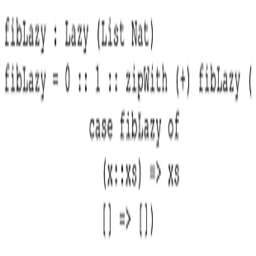 fibLazy : Lazy (List Nat)
fibLazy = 0 :: 1 :: zipWith (+) fibLazy (
case fibLazy of
(x::xs) => xs
[] => [])